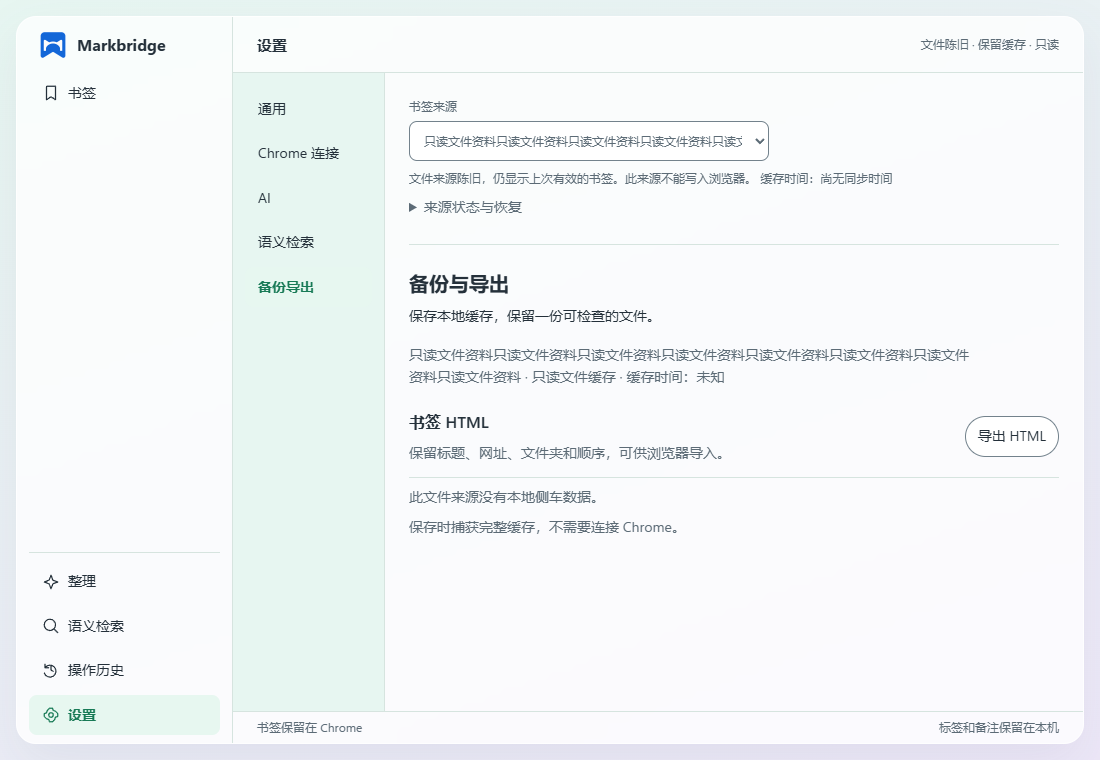 Markbridge
书签
整理
语义检索
操作历史
设置
设置
文件陈旧 · 保留缓存 · 只读
通用
Chrome 连接
AI
语义检索
备份导出
书签来源
只读文件资料只读文件资料只读文件资料只读文件资料只读文
文件来源陈旧，仍显示上次有效的书签。此来源不能写入浏览器。 缓存时间：尚无同步时间
来源状态与恢复
备份与导出
保存本地缓存，保留一份可检查的文件。
只读文件资料只读文件资料只读文件资料只读文件资料只读文件资料只读文件资料只读文件
资料只读文件资料 · 只读文件缓存 · 缓存时间：未知
书签 HTML
保留标题、网址、文件夹和顺序，可供浏览器导入。
导出 HTML
此文件来源没有本地侧车数据。
保存时捕获完整缓存，不需要连接 Chrome。
书签保留在 Chrome
标签和备注保留在本机